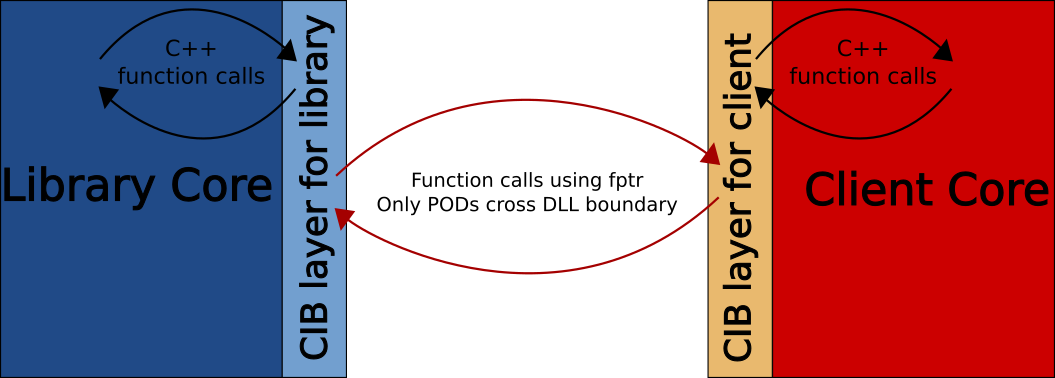 C++
function calls
Library Core
CIB layer for library
Function calls using fptr
Only PODs cross DLL boundary
CIB layer for client
C++
function calls
Client Core